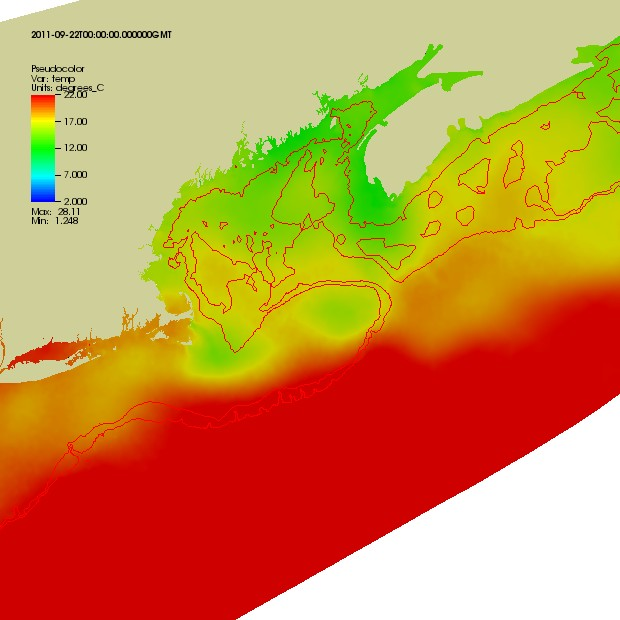 2011-09-22T00:00:00.000000GMT
Pseudocolor
Var: temp
Units: degrees_C
22.00
17.00
12.00
7.000
2.000
Max: 28.11
Min: 1.248